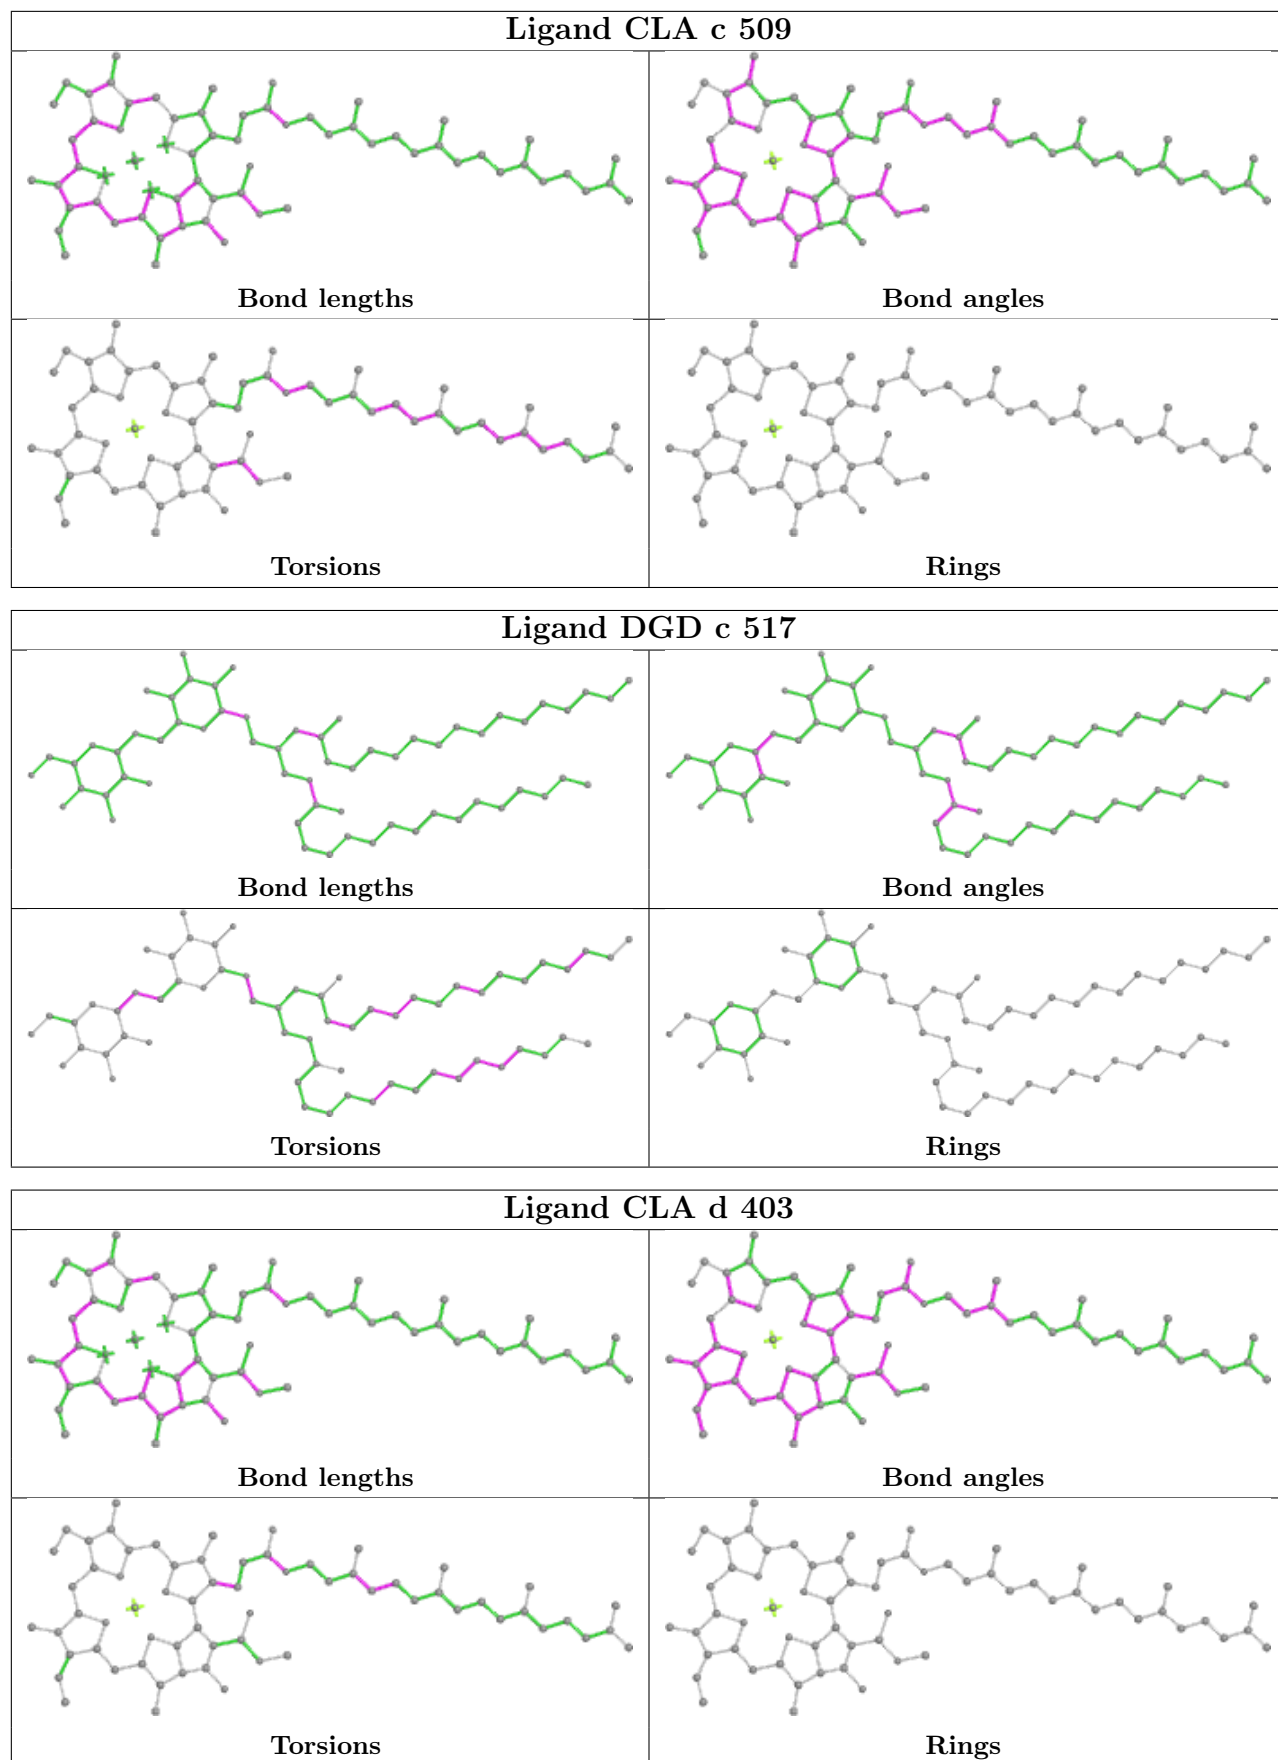 Ligand CLA c 509
Bond lengths
Bond angles
Torsions
Rings
Ligand DGD c 517
Bond lengths
Bond angles
Torsions
Rings
Ligand CLA d 403
Bond lengths
Bond angles
Torsions
Rings